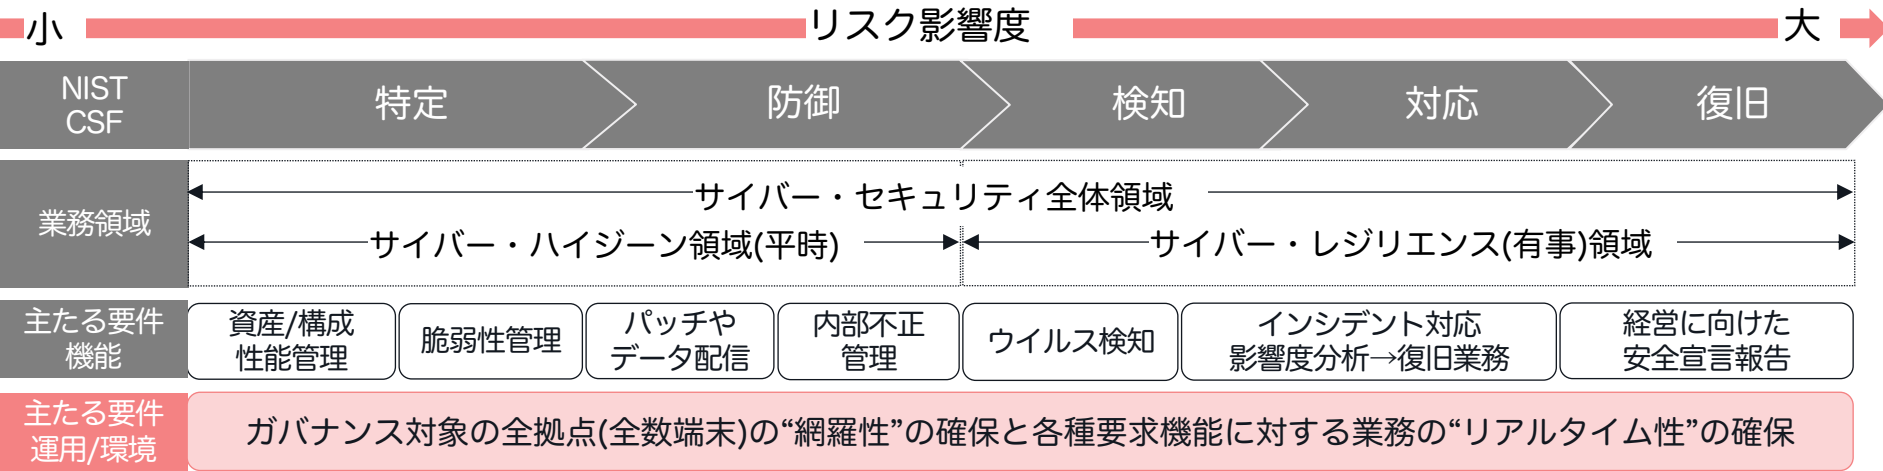 小 リスク影響度 大
NIST
CSF
特定 防御 検知 対応 復旧
業務領域
サイバー・セキュリティ全体領域
サイバー・ハイジーン領域(平時) サイバー・レジリエンス(有事)領域
主たる要件
機能
資産/構成
性能管理
脆弱性管理
パッチや
データ配信
内部不正
管理
ウイルス検知
インシデント対応
影響度分析→復旧業務
経営に向けた
安全宣言報告
主たる要件
運用/環境
ガバナンス対象の全拠点(全数端末)の“網羅性”の確保と各種要求機能に対する業務の“リアルタイム性”の確保